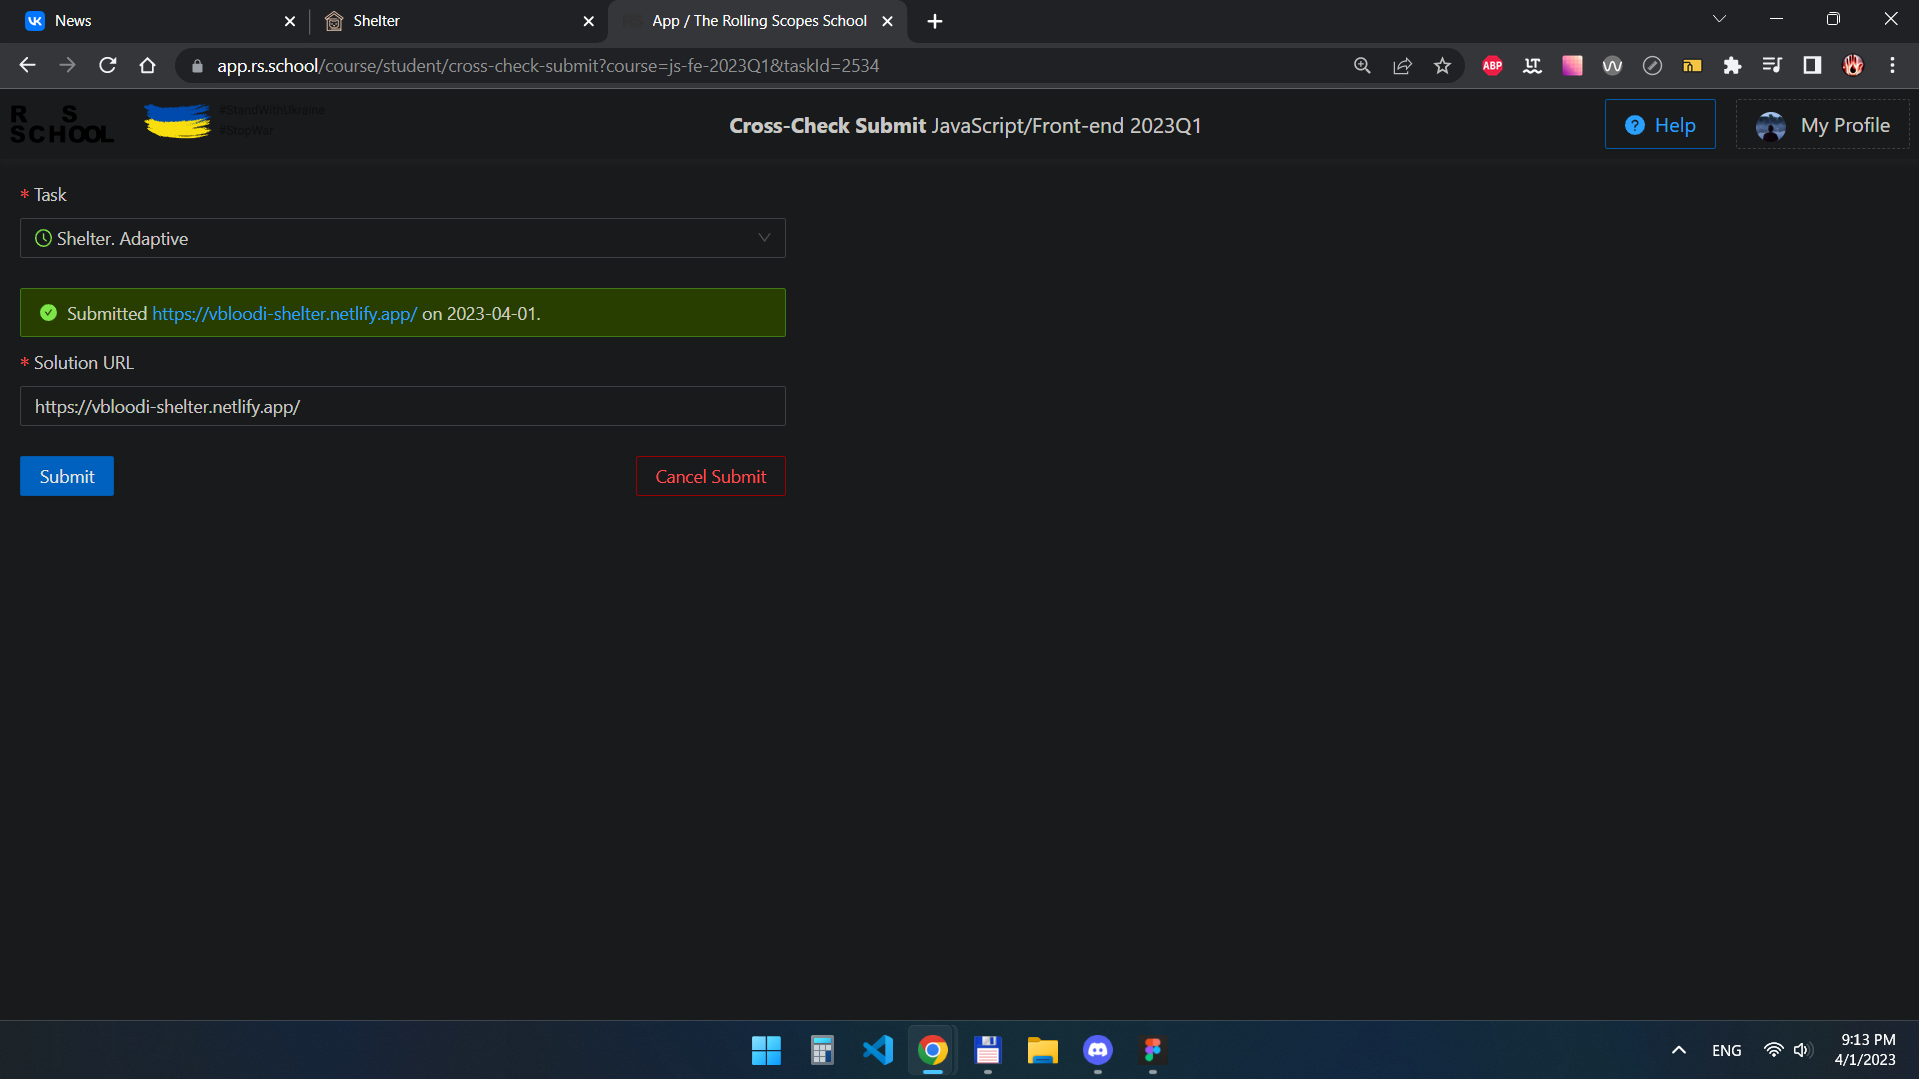 News
Shelter
App / The Rolling Scopes School
app.rs.school/course/student/cross-check-submit?course=js-fe-2023Q1&taskId=2534
ABP
RS
SCHOOL
#StandWithUkraine
#StopWar
Cross-Check Submit JavaScript/Front-end 2023Q1
Help
My Profile
* Task
Shelter. Adaptive
Submitted https://vbloodi-shelter.netlify.app/ on 2023-04-01.
* Solution URL
https://vbloodi-shelter.netlify.app/
Submit
Cancel Submit
ENG
9:13 PM
4/1/2023